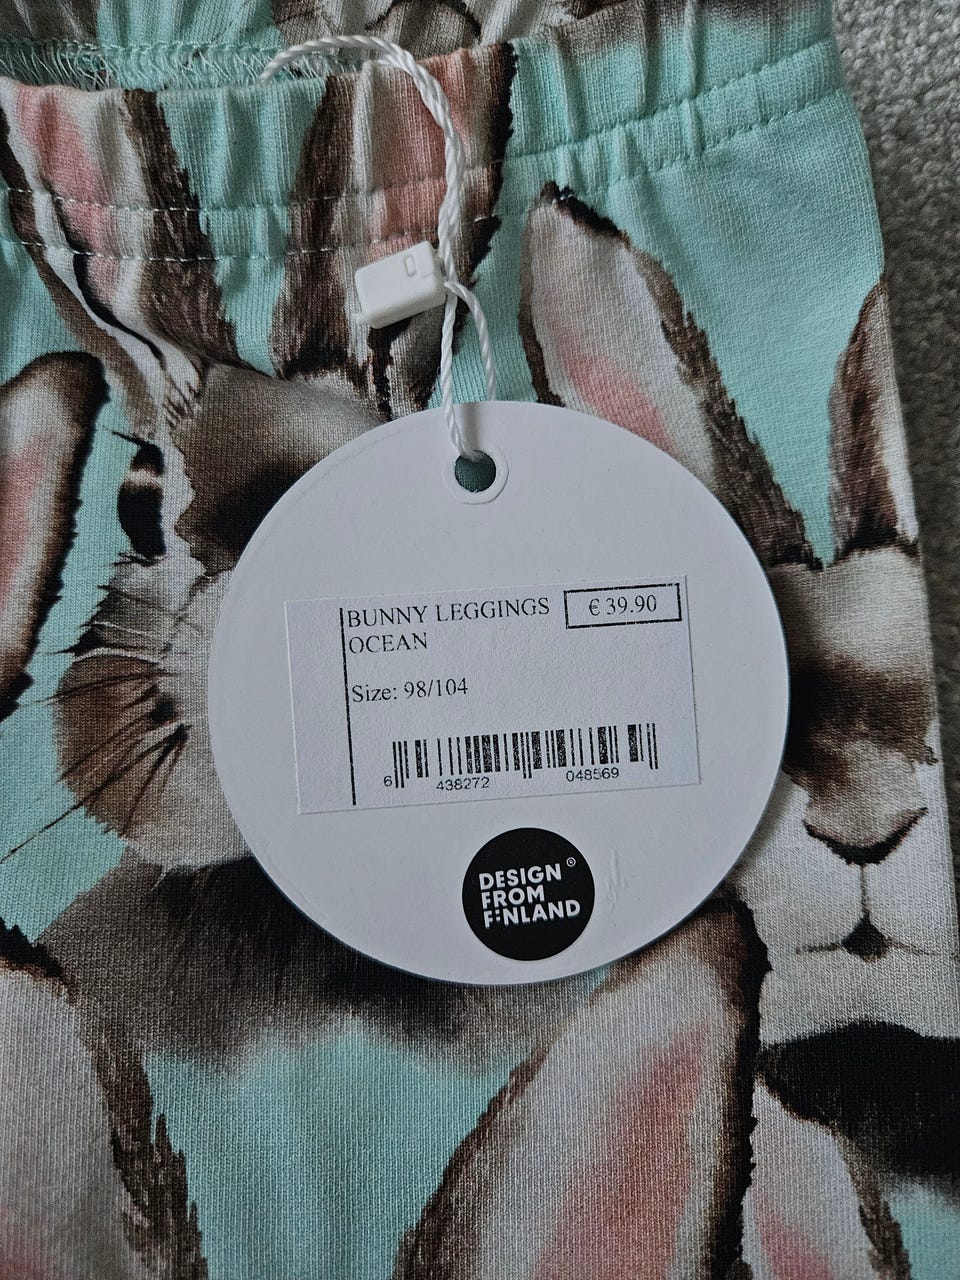 BUNNY LEGGINGS € 39.90
OCEAN
Size: 98/104
6 438272 048569
DESIGN ®
FROM
FINLAND